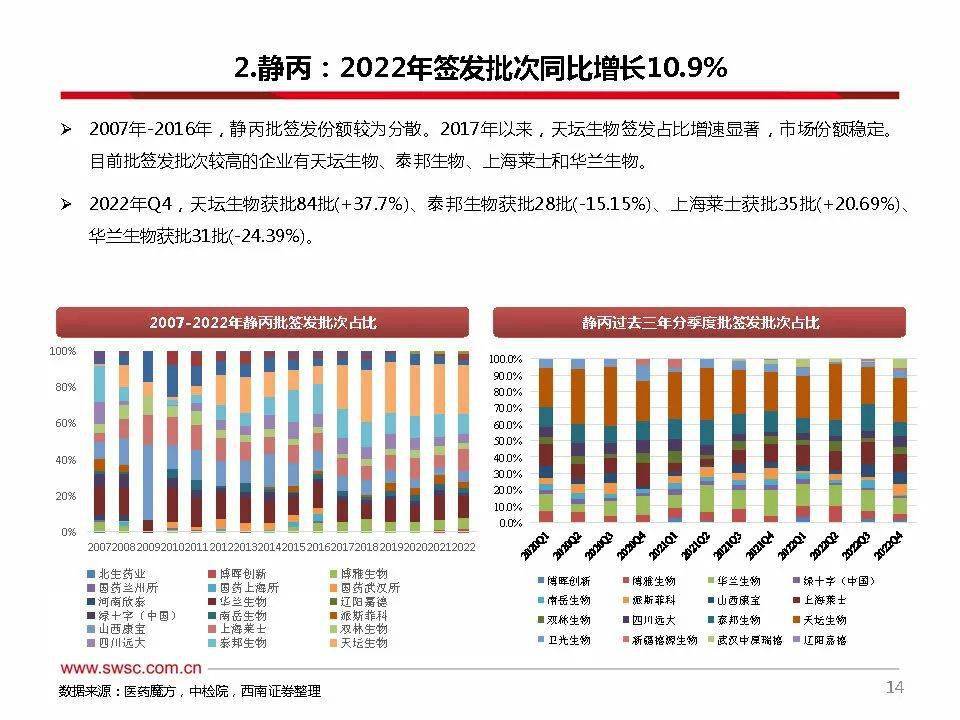 2.静丙：2022年签发批次同比增长10.9%
➢ 2007年-2016年，静丙批签发份额较为分散。2017年以来，天坛生物签发占比增速显著，市场份额稳定。
目前批签发批次较高的企业有天坛生物、泰邦生物、上海莱士和华兰生物。
➢ 2022年Q4，天坛生物获批84批(+37.7%)、泰邦生物获批28批(-15.15%)、上海莱士获批35批(+20.69%)、
华兰生物获批31批(-24.39%)。
2007-2022年静丙批签发批次占比
100%
80%
60%
40%
20%
0%
2007 2008 2009 2010 2011 2012 2013 2014 2015 2016 2017 2018 2019 2020 2021 2022
北生药业 博晖创新 博雅生物
国药兰州所 国药上海所 国药武汉所
河南欣泰 华兰生物 辽阳嘉德
绿十字（中国） 南岳生物 派斯菲科
山西康宝 上海莱士 双林生物
四川远大 泰邦生物 天坛生物
静丙过去三年分季度批签发批次占比
100.0%
90.0%
80.0%
70.0%
60.0%
50.0%
40.0%
30.0%
20.0%
10.0%
0.0%
2020Q1 2020Q2 2020Q3 2020Q4 2021Q1 2021Q2 2021Q3 2021Q4 2022Q1 2022Q2 2022Q3 2022Q4
博晖创新 博雅生物 华兰生物 绿十字（中国）
南岳生物 派斯菲科 山西康宝 上海莱士
双林生物 四川远大 泰邦生物 天坛生物
卫光生物 新疆德源生物 武汉中原瑞德 辽阳嘉德
www.swsc.com.cn
数据来源：医药魔方，中检院，西南证券整理
14